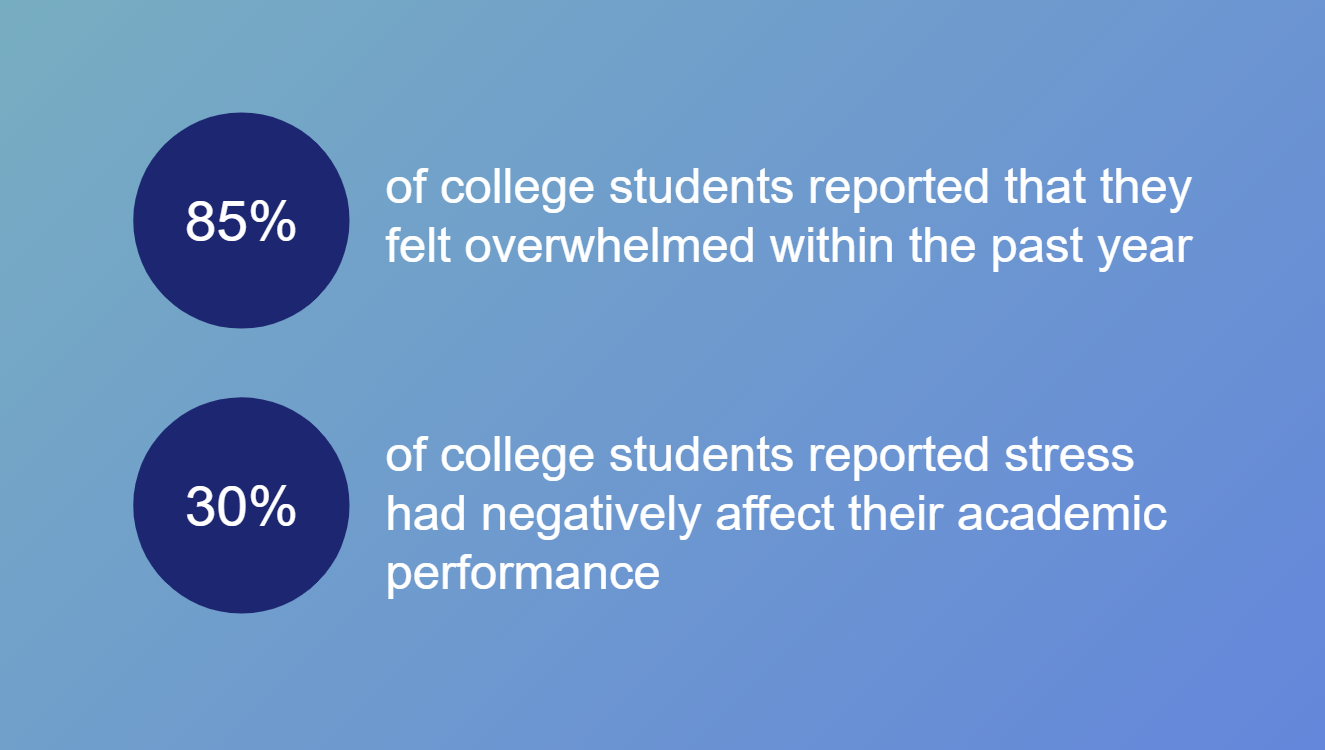 85%
of college students reported that they
felt overwhelmed within the past year
30%
of college students reported stress
had negatively affect their academic
performance